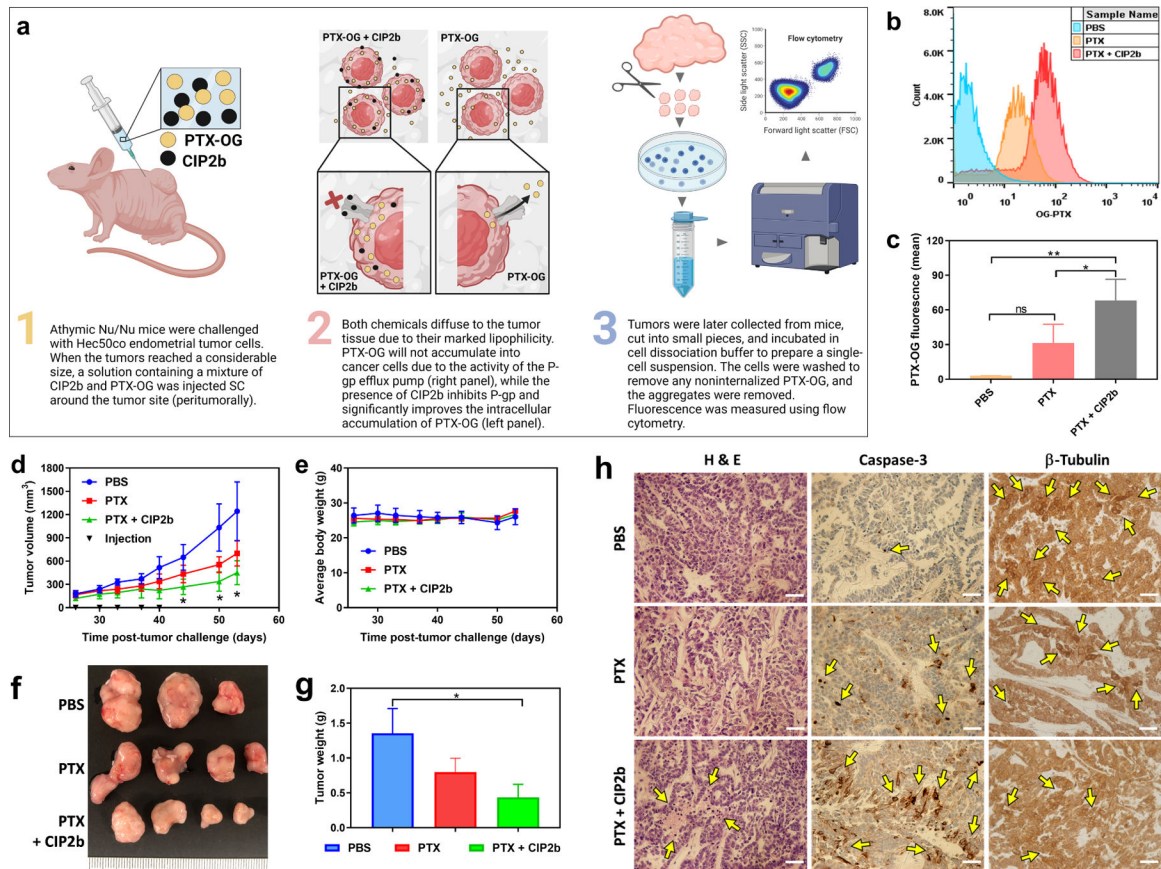 a
PTX-OG
CIP2b
PTX-OG + CIP2b
PTX-OG
PTX-OG
+ CIP2b
PTX-OG
Flow cytometry
Side light scatter (SSC)
1000
800
600
400
200
0
0 200 400 600 800 1000
Forward light scatter (FSC)
1
Athymic Nu/Nu mice were challenged
with Hec50co endometrial tumor cells.
When the tumors reached a considerable
size, a solution containing a mixture of
CIP2b and PTX-OG was injected SC
around the tumor site (peritumorally).
2
Both chemicals diffuse to the tumor
tissue due to their marked lipophilicity.
PTX-OG will not accumulate into
cancer cells due to the activity of the P-
gp efflux pump (right panel), while the
presence of CIP2b inhibits P-gp and
significantly improves the intracellular
accumulation of PTX-OG (left panel).
3
Tumors were later collected from mice,
cut into small pieces, and incubated in
cell dissociation buffer to prepare a single-
cell suspension. The cells were washed to
remove any noninternalized PTX-OG, and
the aggregates were removed.
Fluorescence was measured using flow
cytometry.
b
Sample Name
PBS
PTX
PTX + CIP2b
Count
8.0K
6.0K
4.0K
2.0K
0
10⁰ 10¹ 10² 10³ 10⁴
OG-PTX
c
PTX-OG fluorescnce (mean)
120
90
60
30
0
**
*
ns
PBS
PTX
PTX + CIP2b
d
Tumor volume (mm³)
1800
1500
1200
900
600
300
0
PBS
PTX
PTX + CIP2b
Injection
* * *
30 40 50 60
Time post-tumor challenge (days)
e
Average body weight (g)
40
30
20
10
0
PBS
PTX
PTX + CIP2b
30 40 50 60
Time post-tumor challenge (days)
f
PBS
PTX
PTX
+ CIP2b
g
Tumor weight (g)
2.0
1.5
1.0
0.5
0.0
*
PBS PTX PTX + CIP2b
h
H & E Caspase-3 β-Tubulin
PBS
PTX
PTX + CIP2b